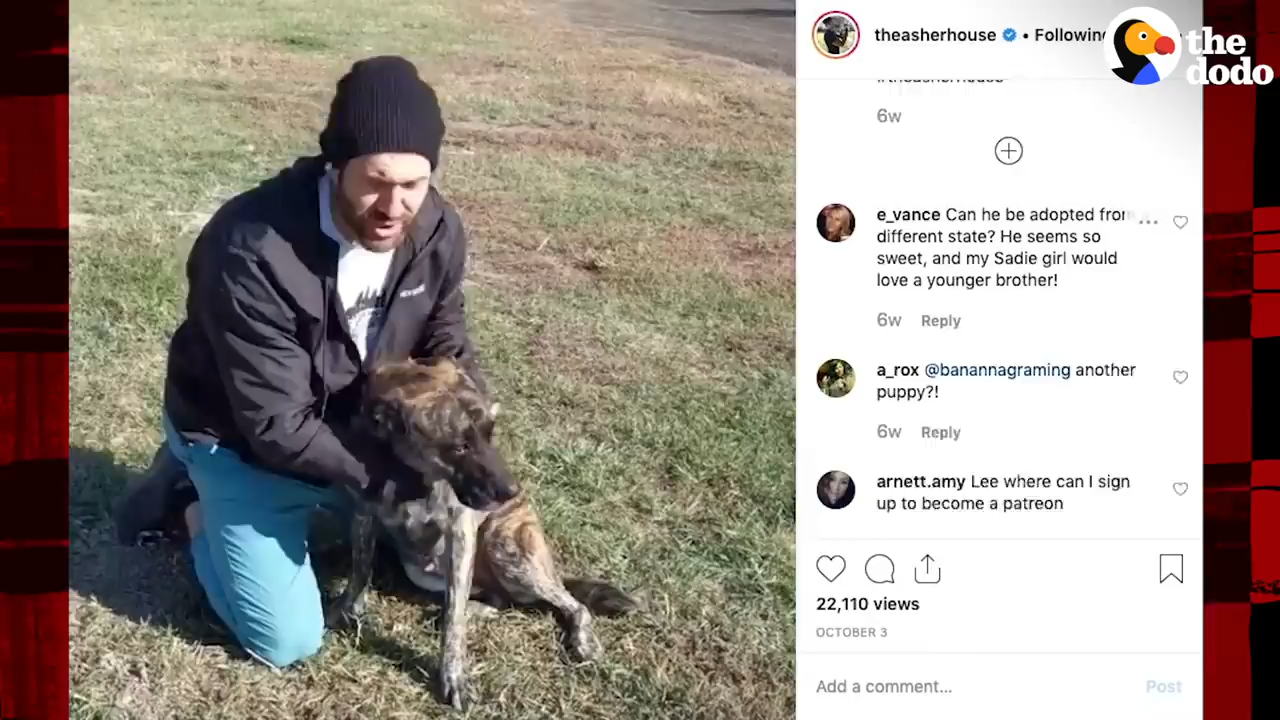 theasherhouse • Following
the
dodo
6w
e_vance Can he be adopted from
different state? He seems so
sweet, and my Sadie girl would
love a younger brother!
6w Reply
a_rox @banannagraming another
puppy?!
6w Reply
arnett.amy Lee where can I sign
up to become a patreon
22,110 views
OCTOBER 3
Add a comment... Post